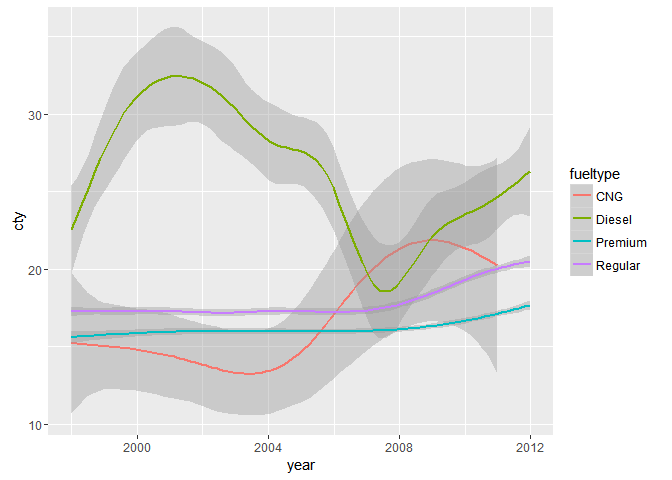 cty
30
20
10
2000
2004
2008
2012
year
fueltype
CNG
Diesel
Premium
Regular